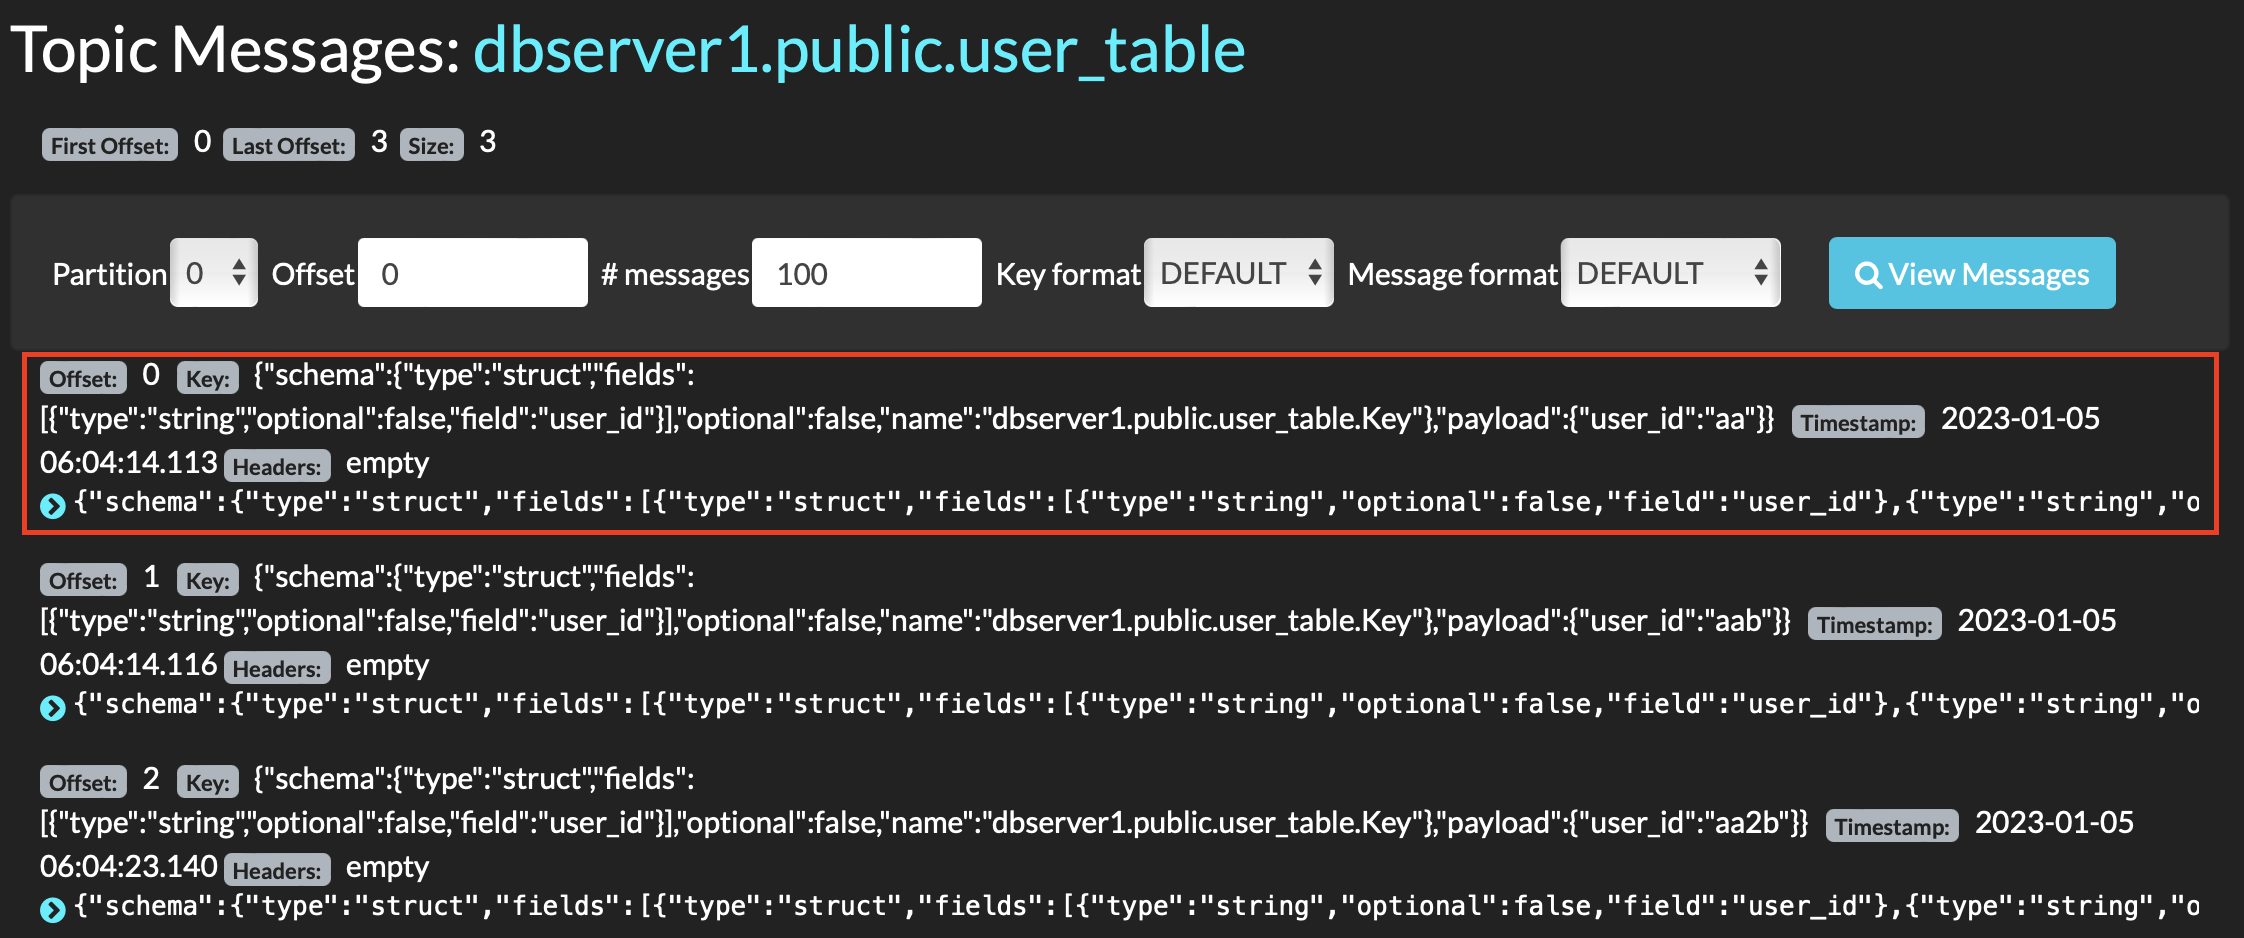 Topic Messages: dbserver1.public.user_table
First Offset: 0 Last Offset: 3 Size: 3
Partition 0 Offset 0 # messages 100 Key format DEFAULT Message format DEFAULT View Messages
Offset: 0 Key: {"schema":{"type":"struct","fields":
[{"type":"string","optional":false,"field":"user_id"}],"optional":false,"name":"dbserver1.public.user_table.Key"},"payload":{"user_id":"aa"}} Timestamp: 2023-01-05
06:04:14.113 Headers: empty
{"schema":{"type":"struct","fields":[{"type":"struct","fields":[{"type":"string","optional":false,"field":"user_id"},{"type":"string","o
Offset: 1 Key: {"schema":{"type":"struct","fields":
[{"type":"string","optional":false,"field":"user_id"}],"optional":false,"name":"dbserver1.public.user_table.Key"},"payload":{"user_id":"aab"}} Timestamp: 2023-01-05
06:04:14.116 Headers: empty
{"schema":{"type":"struct","fields":[{"type":"struct","fields":[{"type":"string","optional":false,"field":"user_id"},{"type":"string","o
Offset: 2 Key: {"schema":{"type":"struct","fields":
[{"type":"string","optional":false,"field":"user_id"}],"optional":false,"name":"dbserver1.public.user_table.Key"},"payload":{"user_id":"aa2b"}} Timestamp: 2023-01-05
06:04:23.140 Headers: empty
{"schema":{"type":"struct","fields":[{"type":"struct","fields":[{"type":"string","optional":false,"field":"user_id"},{"type":"string","o